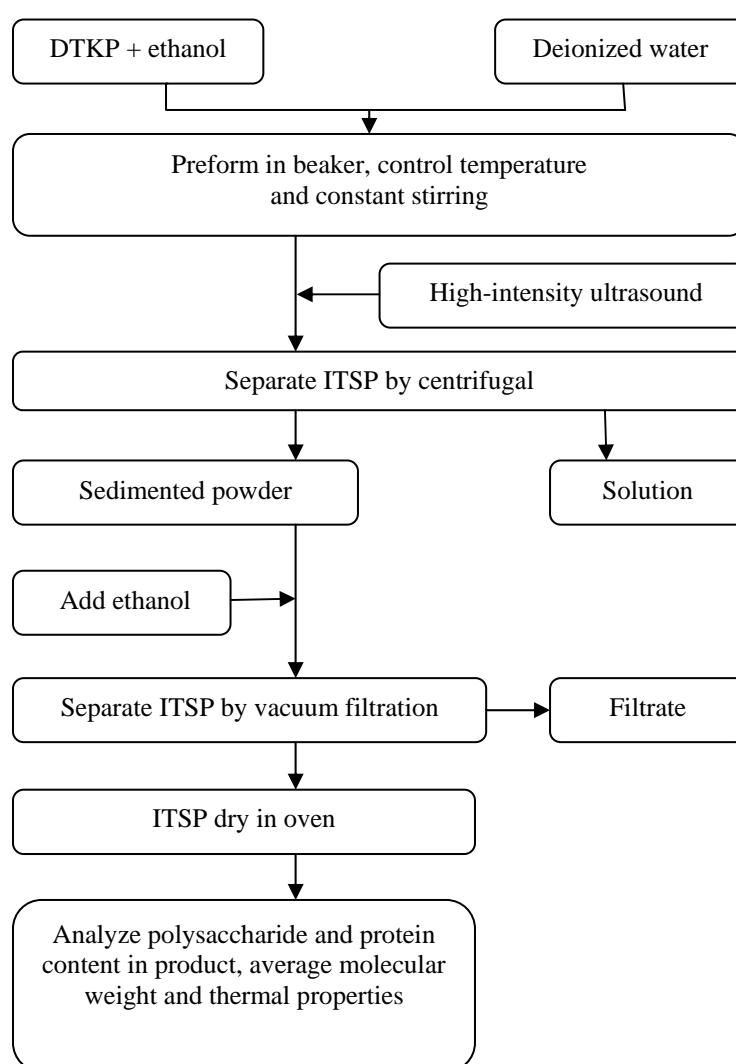 DTKP + ethanol
Deionized water
Preform in beaker, control temperature
and constant stirring
High-intensity ultrasound
Separate ITSP by centrifugal
Sedimented powder
Solution
Add ethanol
Separate ITSP by vacuum filtration
Filtrate
ITSP dry in oven
Analyze polysaccharide and protein
content in product, average molecular
weight and thermal properties